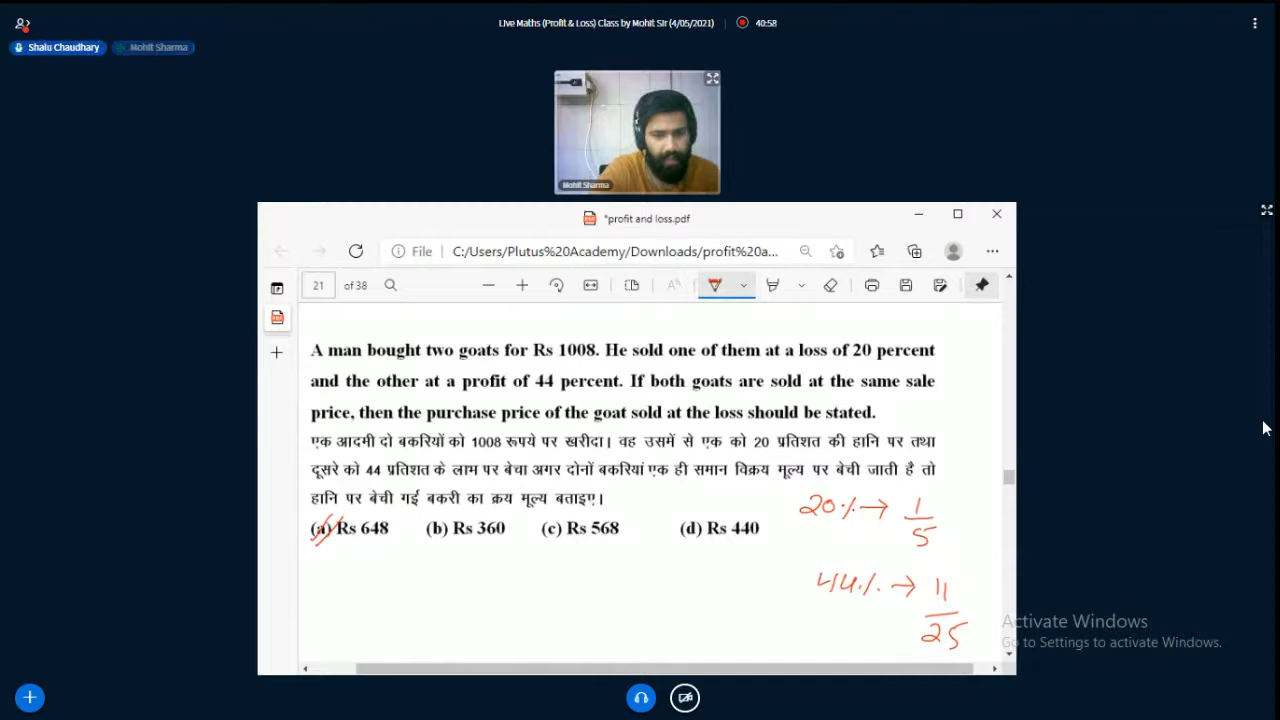 Live Maths (Profit & Loss) Class by Mohit Sir (4/05/2021)
40:58
Shalu Chaudhary
Mohit Sharma
Mohit Sharma
*profit and loss.pdf
File
C:/Users/Plutus%20Academy/Downloads/profit%20a...
21
of 38
A man bought two goats for Rs 1008. He sold one of them at a loss of 20 percent
and the other at a profit of 44 percent. If both goats are sold at the same sale
price, then the purchase price of the goat sold at the loss should be stated.
एक आदमी दो बकरियों को 1008 रूपये पर खरीदा। वह उसमें से एक को 20 प्रतिशत की हानि पर तथा
दूसरे को 44 प्रतिशत के लाभ पर बेचा अगर दोनों बकरियां एक ही समान विक्रय मूल्य पर बेची जाती है तो
हानि पर बेची गई बकरी का क्रय मूल्य बताइए।
(a) Rs 648 (b) Rs 360 (c) Rs 568 (d) Rs 440
20% → 1/5
44% → 11/25
Activate Windows
Go to Settings to activate Windows.